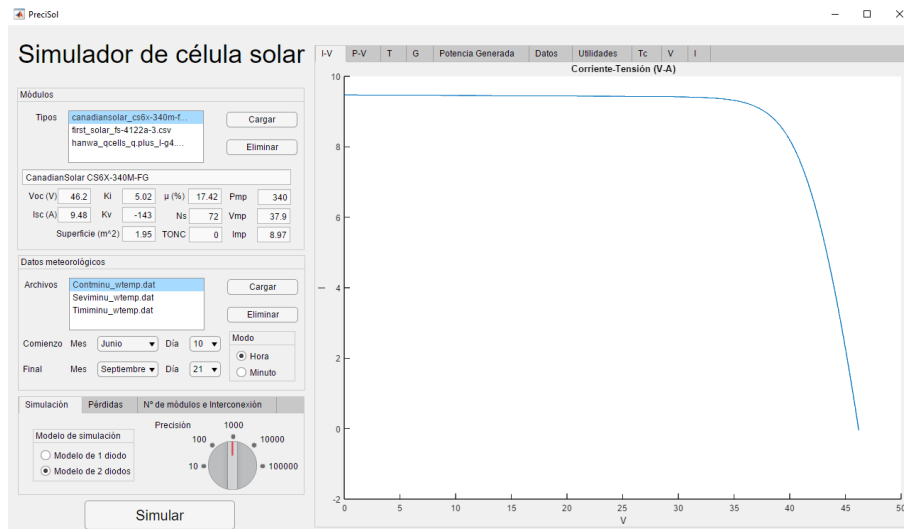 PreciSol
Simulador de célula solar
Módulos
Tipos
canadiansolar_cs6x-340m-f...
first_solar_fs-4122a-3.csv
hanwa_qcells_q.plus_l-g4....
Cargar
Eliminar
CanadianSolar CS6X-340M-FG
Voc (V) 46.2 Ki 5.02 µ (%) 17.42 Pmp 340
Isc (A) 9.48 Kv -143 Ns 72 Vmp 37.9
Superficie (m^2) 1.95 TONC 0 Imp 8.97
Datos meteorológicos
Archivos
Contminu_wtemp.dat
Seviminu_wtemp.dat
Timiminu_wtemp.dat
Cargar
Eliminar
Comienzo Mes Junio Día 10
Final Mes Septiembre Día 21
Modo
Hora
Minuto
Simulación Pérdidas Nº de módulos e Interconexión
Modelo de simulación
Modelo de 1 diodo
Modelo de 2 diodos
Precisión
10
100
1000
10000
100000
Simular
I-V P-V T G Potencia Generada Datos Utilidades Tc V I
Corriente-Tensión (V-A)
10
8
6
4
2
0
-2
I
0 5 10 15 20 25 30 35 40 45 50
V